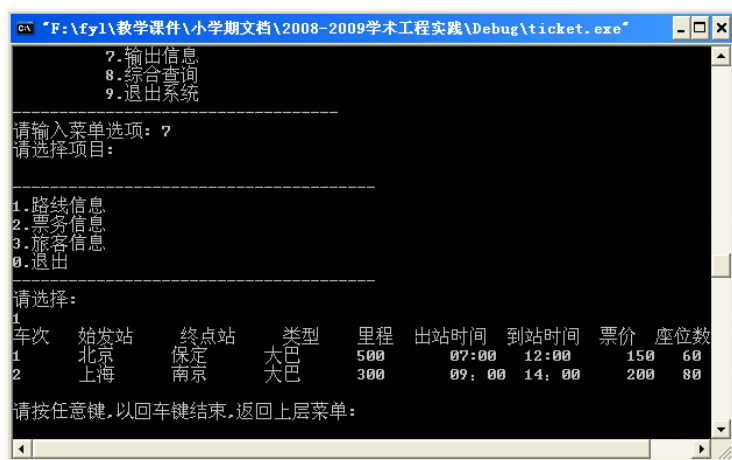 "F:\fyl\教学课件\小学期文档\2008-2009学术工程实践\Debug\ticket.exe"
7.输出信息
8.综合查询
9.退出系统
------------------------------------
请输入菜单选项: 7
请选择项目:
----------------------------------------
1.路线信息
2.票务信息
3.旅客信息
0.退出
----------------------------------------
请选择:
1
车次 始发站 终点站 类型 里程 出站时间 到站时间 票价 座位数
1 北京 保定 大巴 500 07:00 12:00 150 60
2 上海 南京 大巴 300 09：00 14：00 200 80
请按任意键,以回车键结束,返回上层菜单: